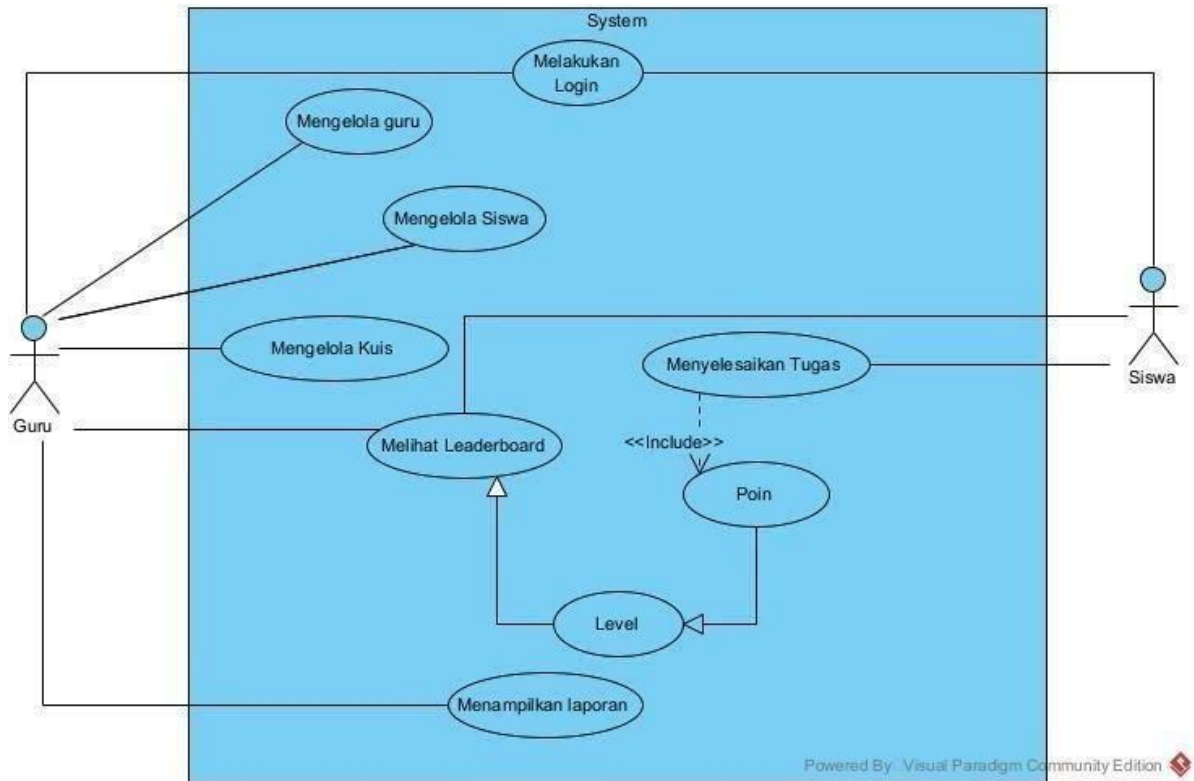 System
Melakukan
Login
Mengelola guru
Mengelola Siswa
Mengelola Kuis
Menyelesaikan Tugas
Siswa
Guru
Melihat Leaderboard
<<Include>>
Poin
Level
Menampilkan laporan
Powered By Visual Paradigm Community Edition